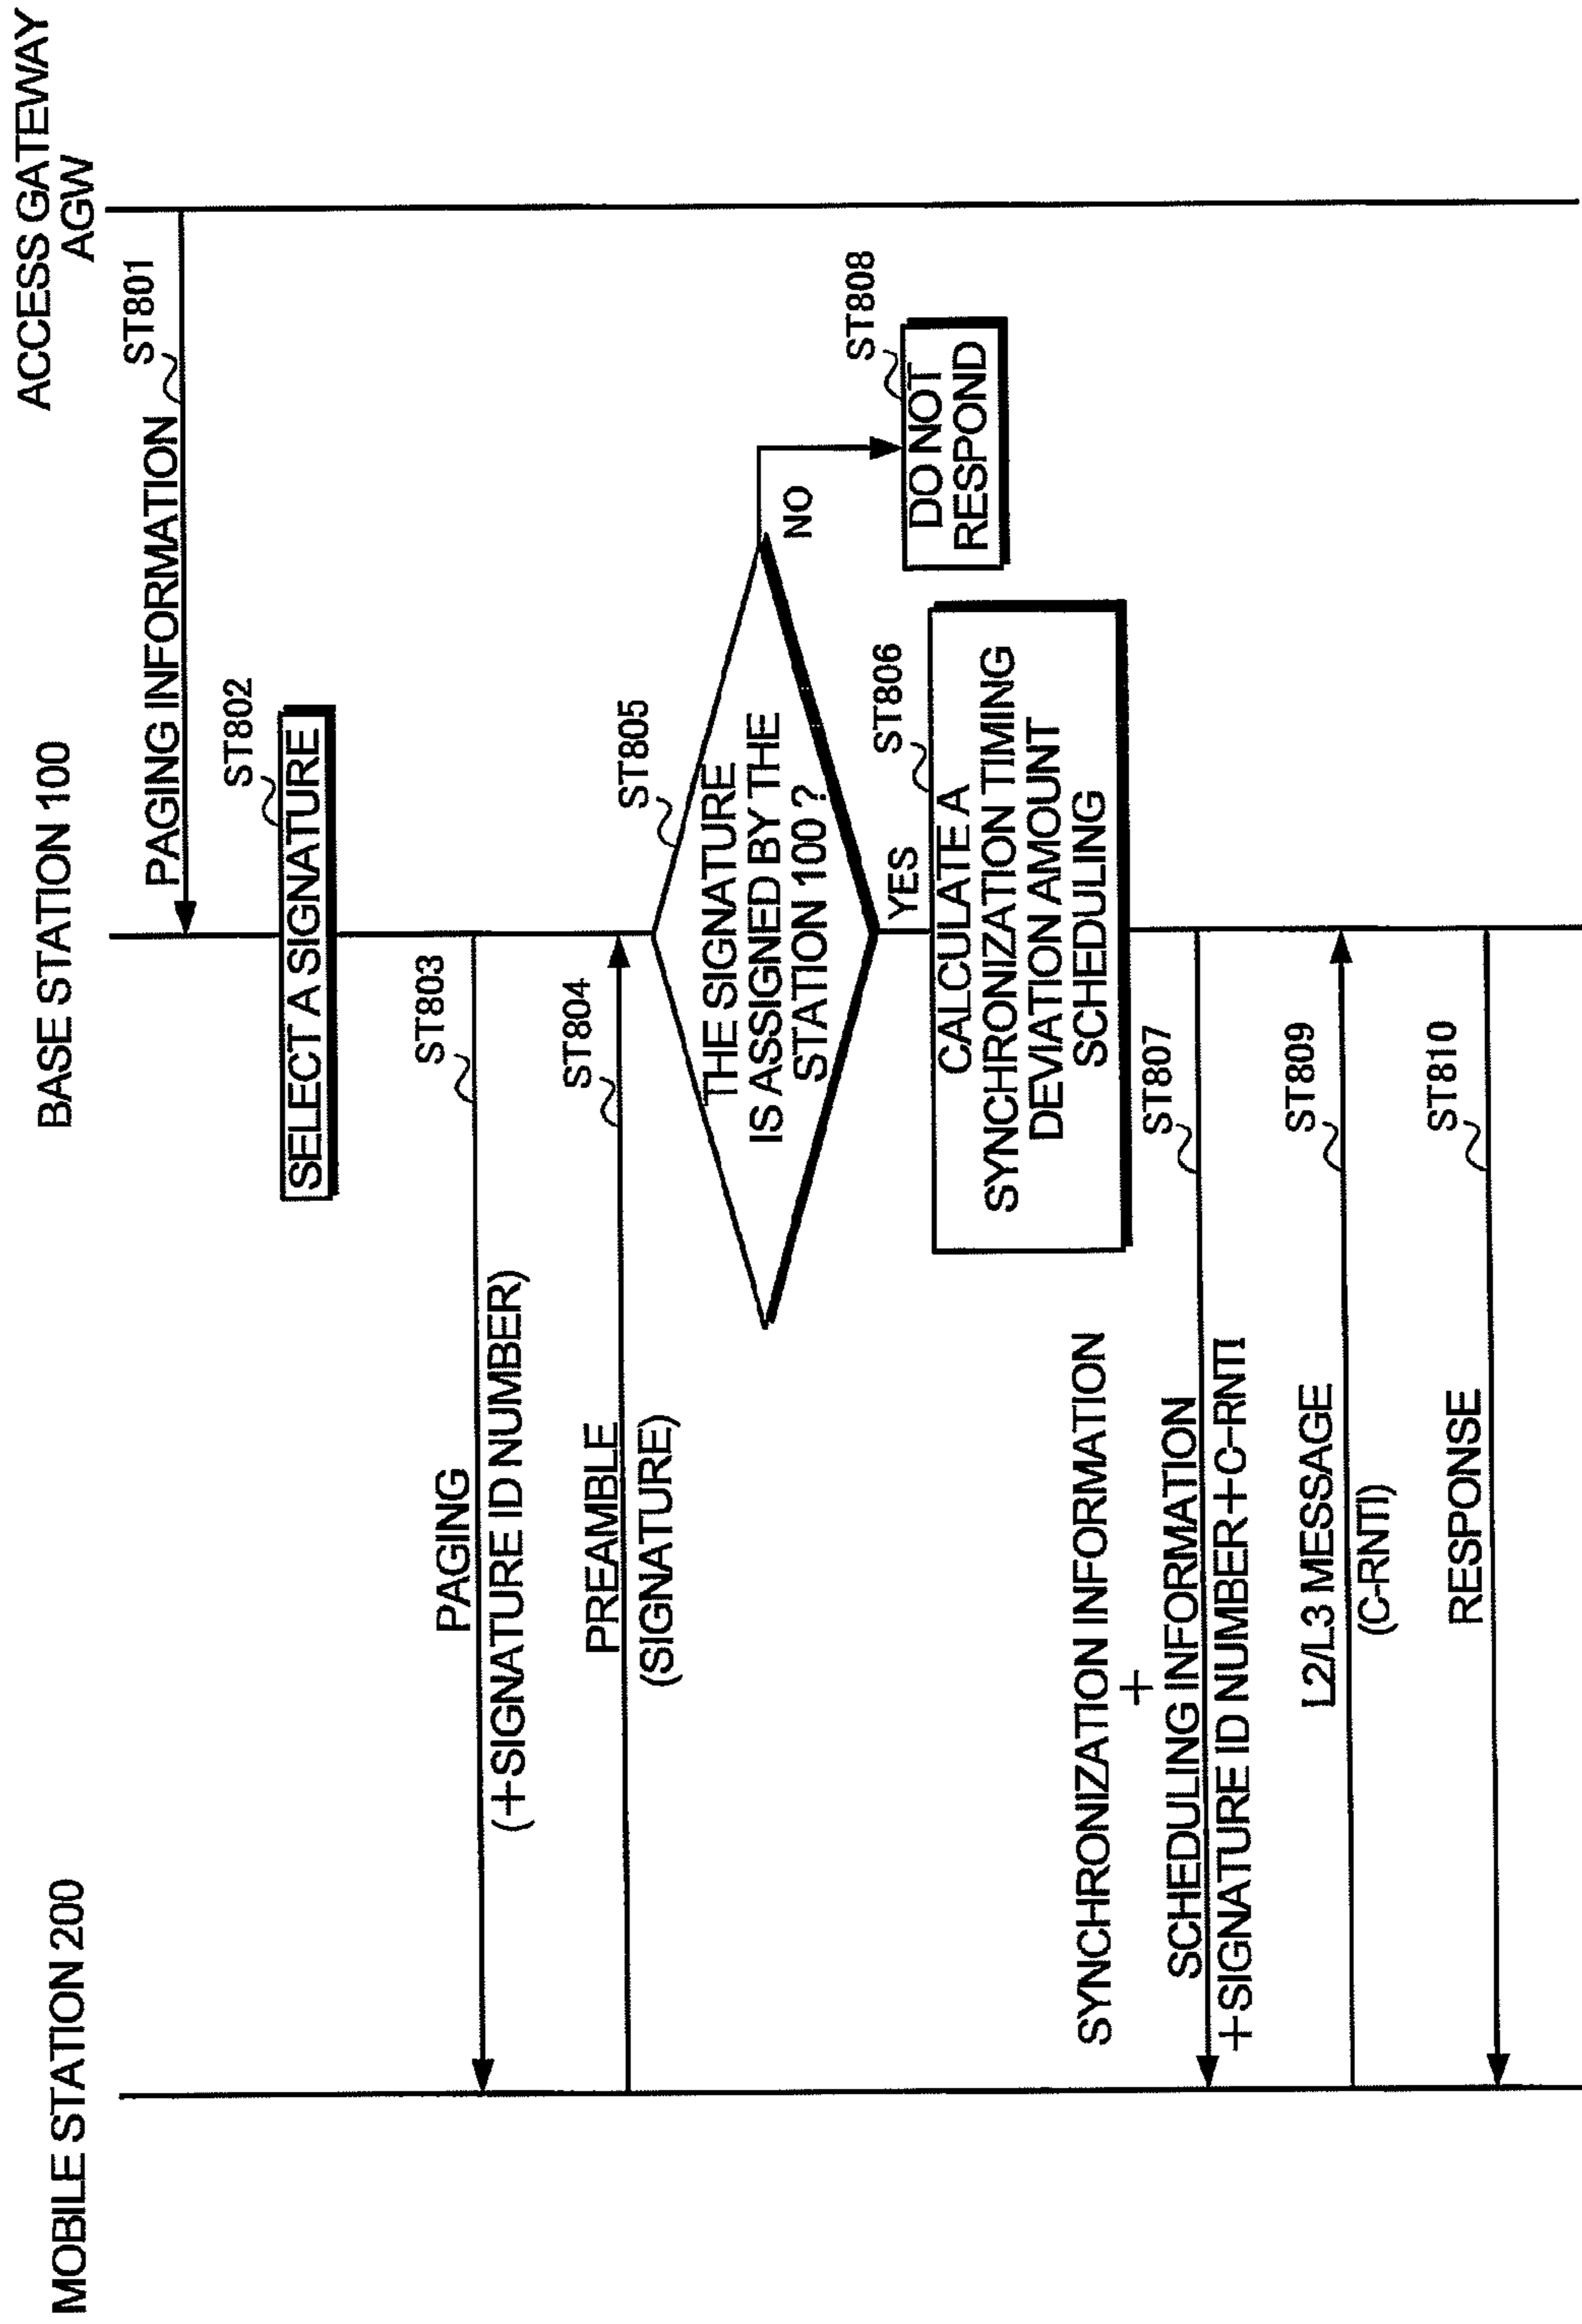 MOBILE STATION 200
BASE STATION 100
ACCESS GATEWAY
AGW
PAGING INFORMATION
ST801
ST802
SELECT A SIGNATURE
ST803
PAGING
(+SIGNATURE ID NUMBER)
ST804
PREAMBLE
(SIGNATURE)
ST805
THE SIGNATURE
IS ASSIGNED BY THE
STATION 100 ?
NO
ST808
DO NOT
RESPOND
YES
ST806
CALCULATE A
SYNCHRONIZATION TIMING
DEVIATION AMOUNT
SCHEDULING
ST807
SYNCHRONIZATION INFORMATION
+
SCHEDULING INFORMATION
+SIGNATURE ID NUMBER+C-RNTI
ST809
L2/L3 MESSAGE
(C-RNTI)
ST810
RESPONSE